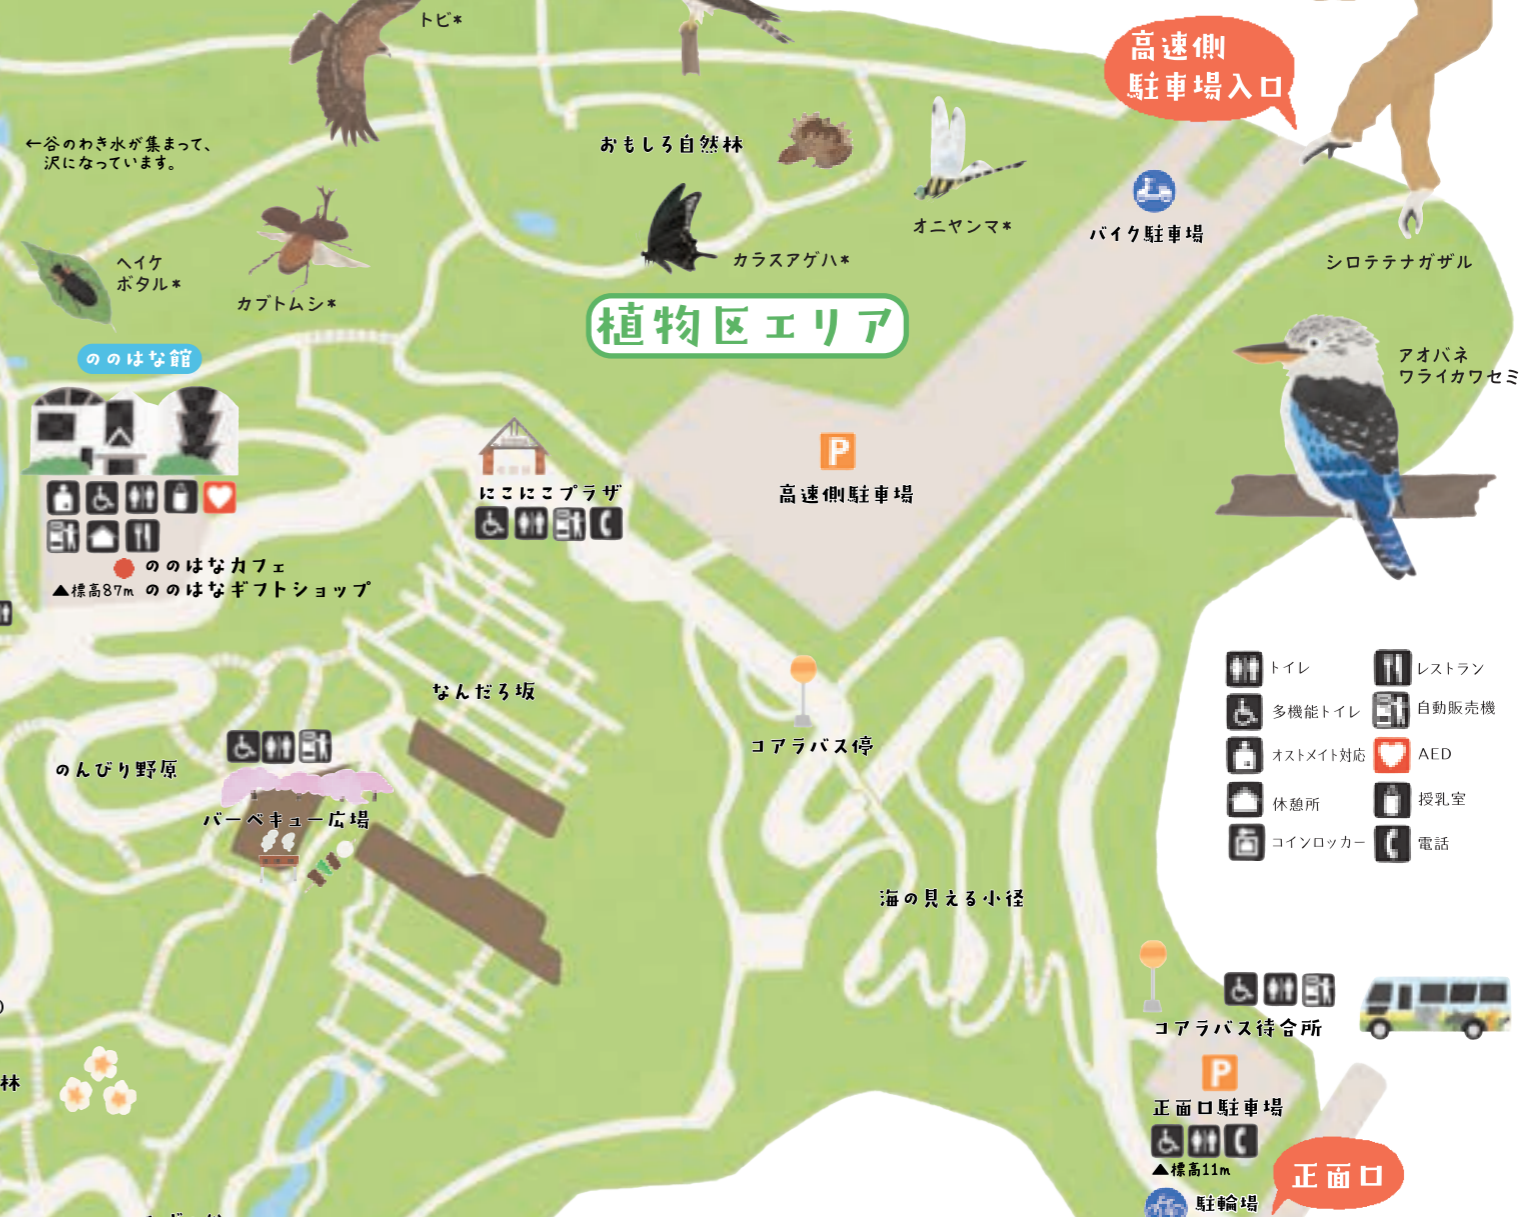 トビ*
高速側
駐車場入口
←谷のわき水が集まって、
沢になっています。
おもしろ自然林
オニヤンマ*
バイク駐車場
シロテテナガザル
ヘイケ
ボタル*
カブトムシ*
カラスアゲハ*
植物区エリア
ののはな館
アオバネ
ワライカワセミ
P
高速側駐車場
にこにこプラザ
ののはなカフェ
▲標高87m ののはなギフトショップ
なんだろ坂
コアラバス停
のんびり野原
バーベキュー広場
トイレ
レストラン
多機能トイレ
自動販売機
オストメイト対応
AED
休憩所
授乳室
コインロッカー
電話
海の見える小径
コアラバス待合所
P
正面口駐車場
▲標高11m
正面口
駐輪場
林